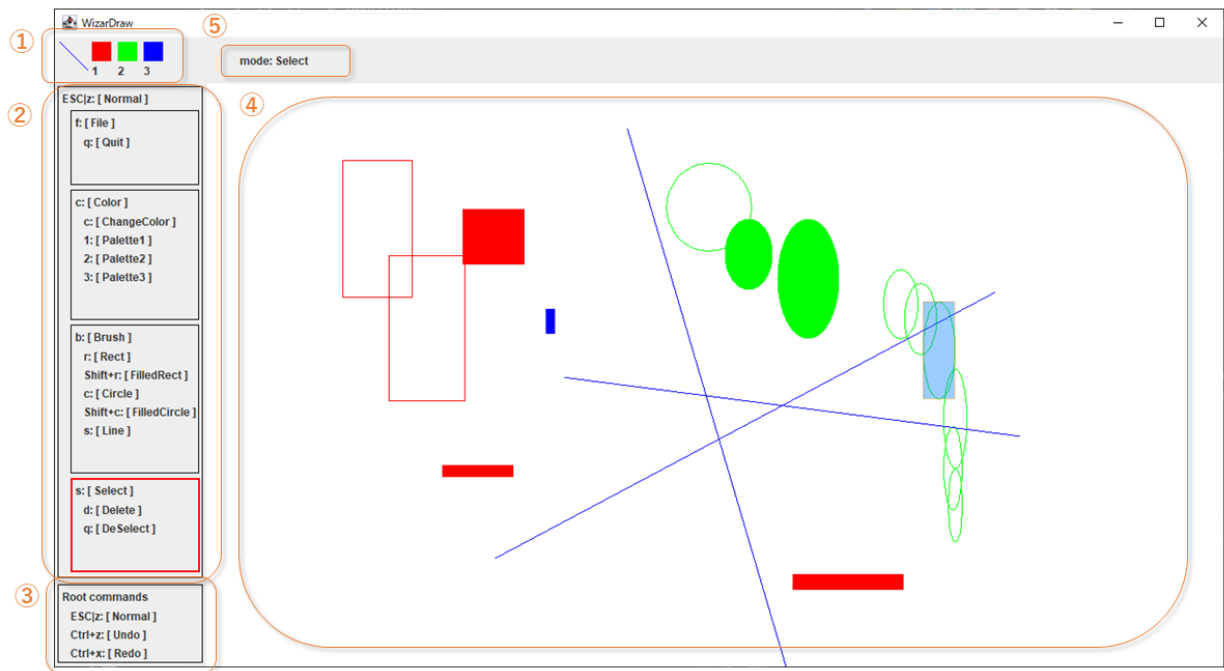 WizarDraw
①
⑤
1 2 3
mode: Select
②
④
ESC|z: [ Normal ]
f: [ File ]
q: [ Quit ]
c: [ Color ]
c: [ ChangeColor ]
1: [ Palette1 ]
2: [ Palette2 ]
3: [ Palette3 ]
b: [ Brush ]
r: [ Rect ]
Shift+r: [ FilledRect ]
c: [ Circle ]
Shift+c: [ FilledCircle ]
s: [ Line ]
s: [ Select ]
d: [ Delete ]
q: [ DeSelect ]
③
Root commands
ESC|z: [ Normal ]
Ctrl+z: [ Undo ]
Ctrl+x: [ Redo ]